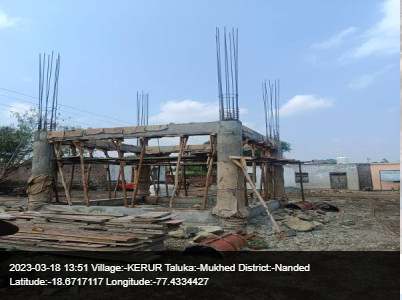 2023-03-18 13:51 Village:-KERUR Taluka:-Mukhed District:-Nanded
Latitude:-18.6717117 Longitude:-77.4334427